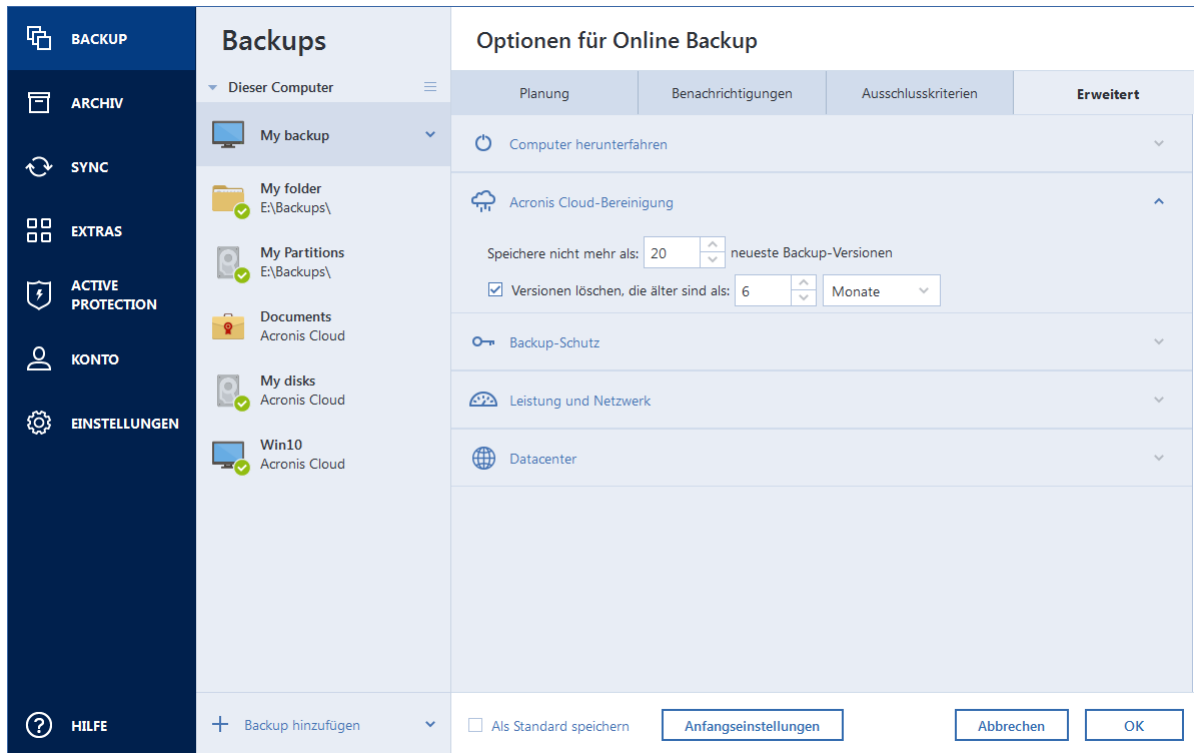 BACKUP
ARCHIV
SYNC
EXTRAS
ACTIVE
PROTECTION
KONTO
EINSTELLUNGEN
HILFE
Backups
Dieser Computer
My backup
My folder
E:\Backups\
My Partitions
E:\Backups\
Documents
Acronis Cloud
My disks
Acronis Cloud
Win10
Acronis Cloud
Backup hinzufügen
Optionen für Online Backup
Planung Benachrichtigungen Ausschlusskriterien Erweitert
Computer herunterfahren
Acronis Cloud-Bereinigung
Speichere nicht mehr als: 20 neueste Backup-Versionen
Versionen löschen, die älter sind als: 6 Monate
Backup-Schutz
Leistung und Netzwerk
Datacenter
Als Standard speichern Anfangseinstellungen Abbrechen OK